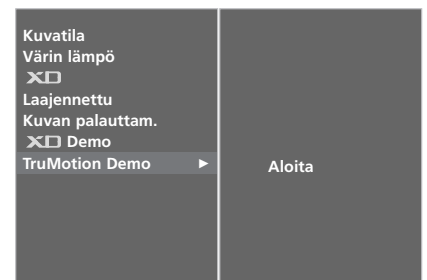 Kuvatila
Värin lämpö
XD
Laajennettu
Kuvan palauttam.
XD Demo
TruMotion Demo ►
Aloita